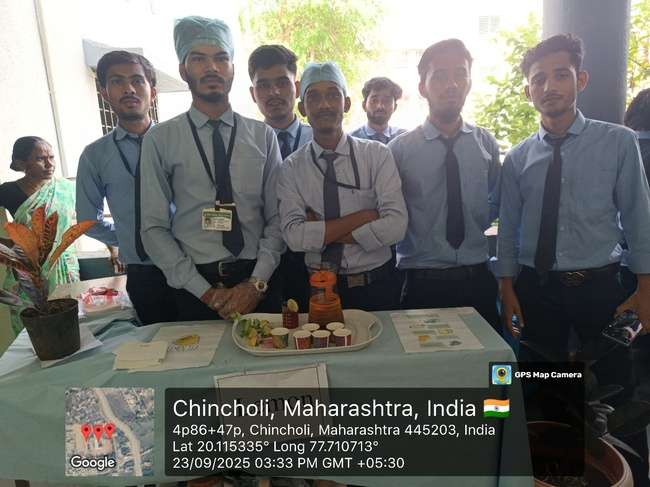 Lemon
GPS Map Camera
Chincholi, Maharashtra, India
4p86+47p, Chincholi, Maharashtra 445203, India
Lat 20.115335° Long 77.710713°
23/09/2025 03:33 PM GMT +05:30
Google